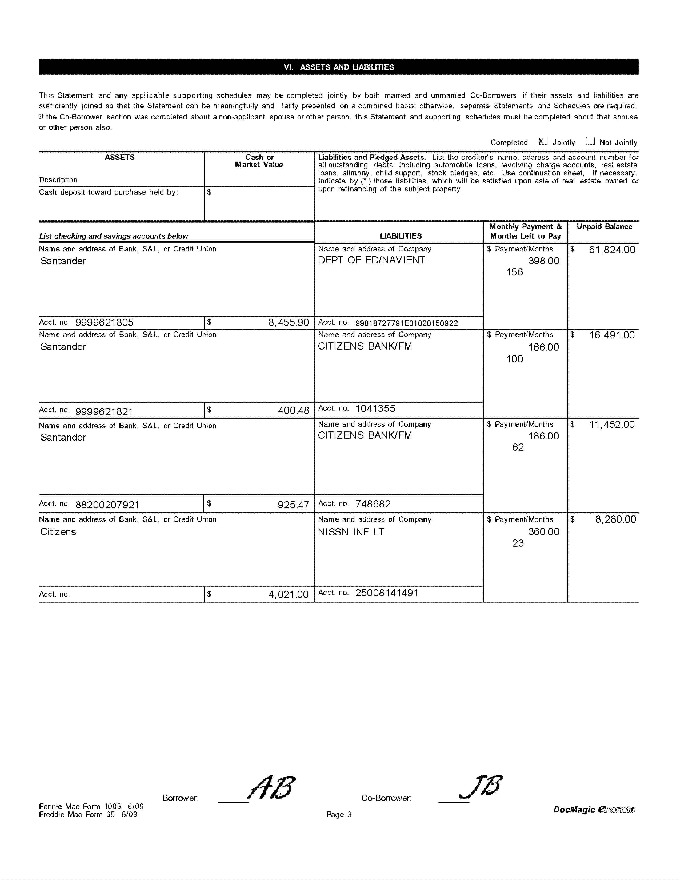 VI. ASSETS AND LIABILITIES
This Statement and any applicable supporting schedules may be completed jointly by both married and unmarried Co-Borrowers if their assets and liabilities are
sufficiently joined so that the Statement can be meaningfully and fairly presented on a combined basis; otherwise, separate Statements and Schedules are required.
If the Co-Borrower section was completed about a non-applicant spouse or other person, this Statement and supporting schedules must be completed about that spouse
or other person also.
Completed X Jointly Not Jointly
ASSETS
Cash or
Market Value
Description
Cash deposit toward purchase held by: $
Liabilities and Pledged Assets. List the creditor's name, address and account number for
all outstanding debts, including automobile loans, revolving charge accounts, real estate
loans, alimony, child support, stock pledges, etc. Use continuation sheet, if necessary.
Indicate by (*) those liabilities, which will be satisfied upon sale of real estate owned or
upon refinancing of the subject property.
List checking and savings accounts below
LIABILITIES
Monthly Payment &
Months Left to Pay
Unpaid Balance
Name and address of Bank, S&L, or Credit Union
Santander
Acct. no. 9999621805 $ 8,455.90
Name and address of Company
DEPT OF ED/NAVIENT
$ Payment/Months
398.00
156
$ 61,824.00
Acct. no.
Name and address of Bank, S&L, or Credit Union
Santander
Acct. no. 9999621821 $ 400.48
Name and address of Company
CITIZENS BANK/FM
$ Payment/Months
166.00
100
$ 16,491.00
Acct. no. 1041355
Name and address of Bank, S&L, or Credit Union
Santander
Acct. no. 88200207921 $ 925.47
Name and address of Company
CITIZENS BANK/FM
$ Payment/Months
186.00
62
$ 11,452.00
Acct. no. 748682
Name and address of Bank, S&L, or Credit Union
Citizens
Acct. no. $ 4,021.00
Name and address of Company
NISSN INF LT
$ Payment/Months
360.00
23
$ 8,280.00
Acct. no. 25008141491
Borrower: AB
Co-Borrower: JB
Fannie Mae Form 1003 6/09
Freddie Mac Form 65 6/09
Page 3
DocMagic